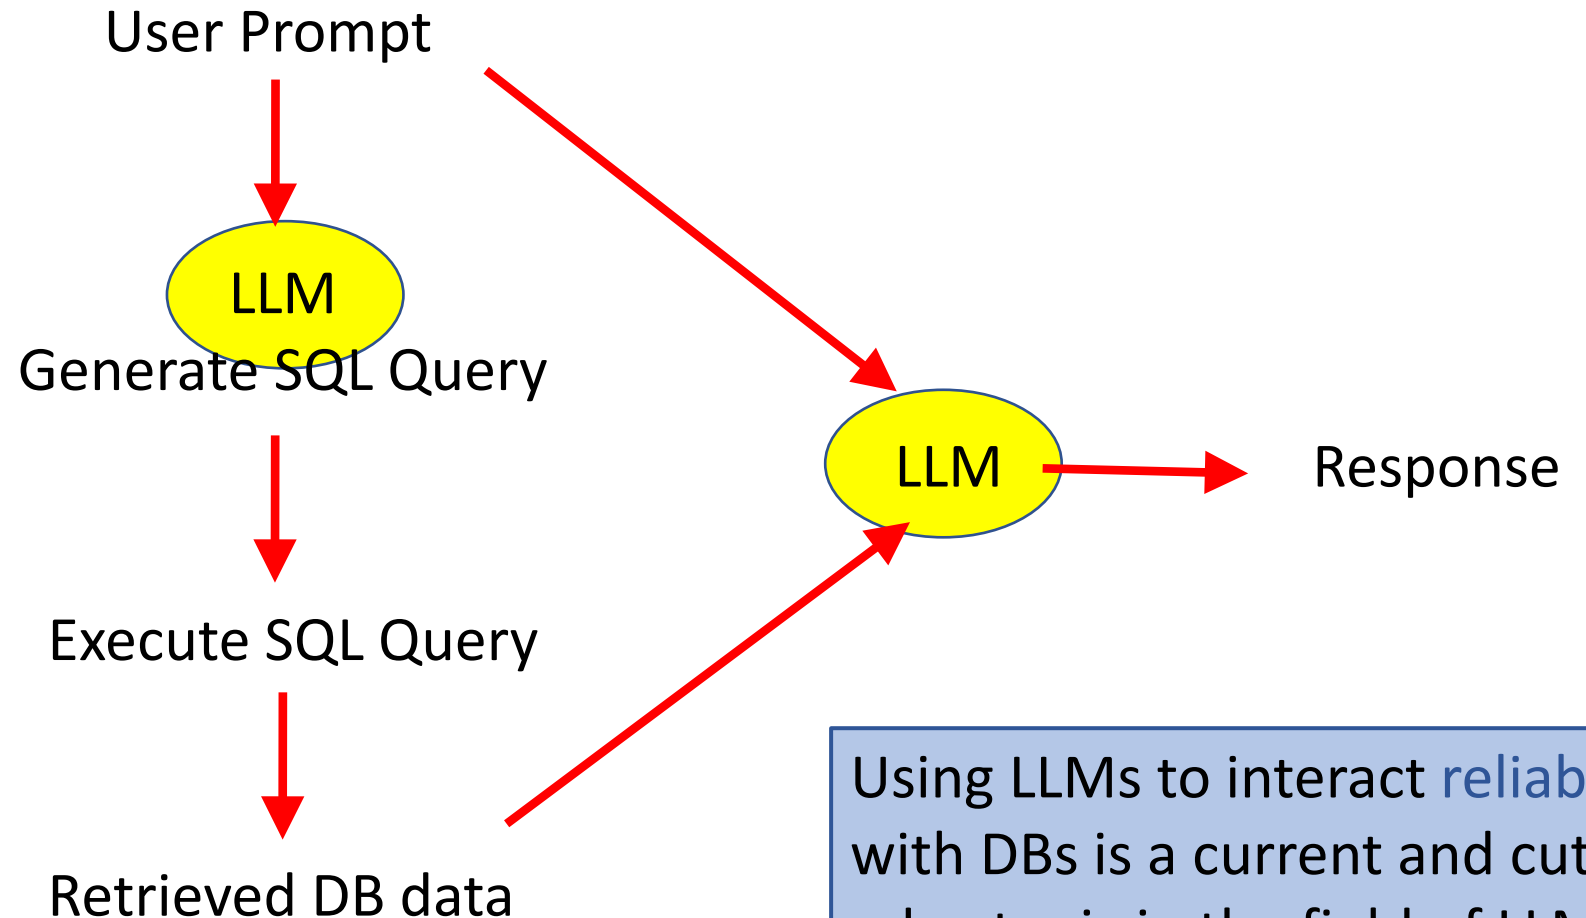 User Prompt
LLM
Generate SQL Query
LLM
Response
Execute SQL Query
Retrieved DB data
Using LLMs to interact
with DBs is a current and